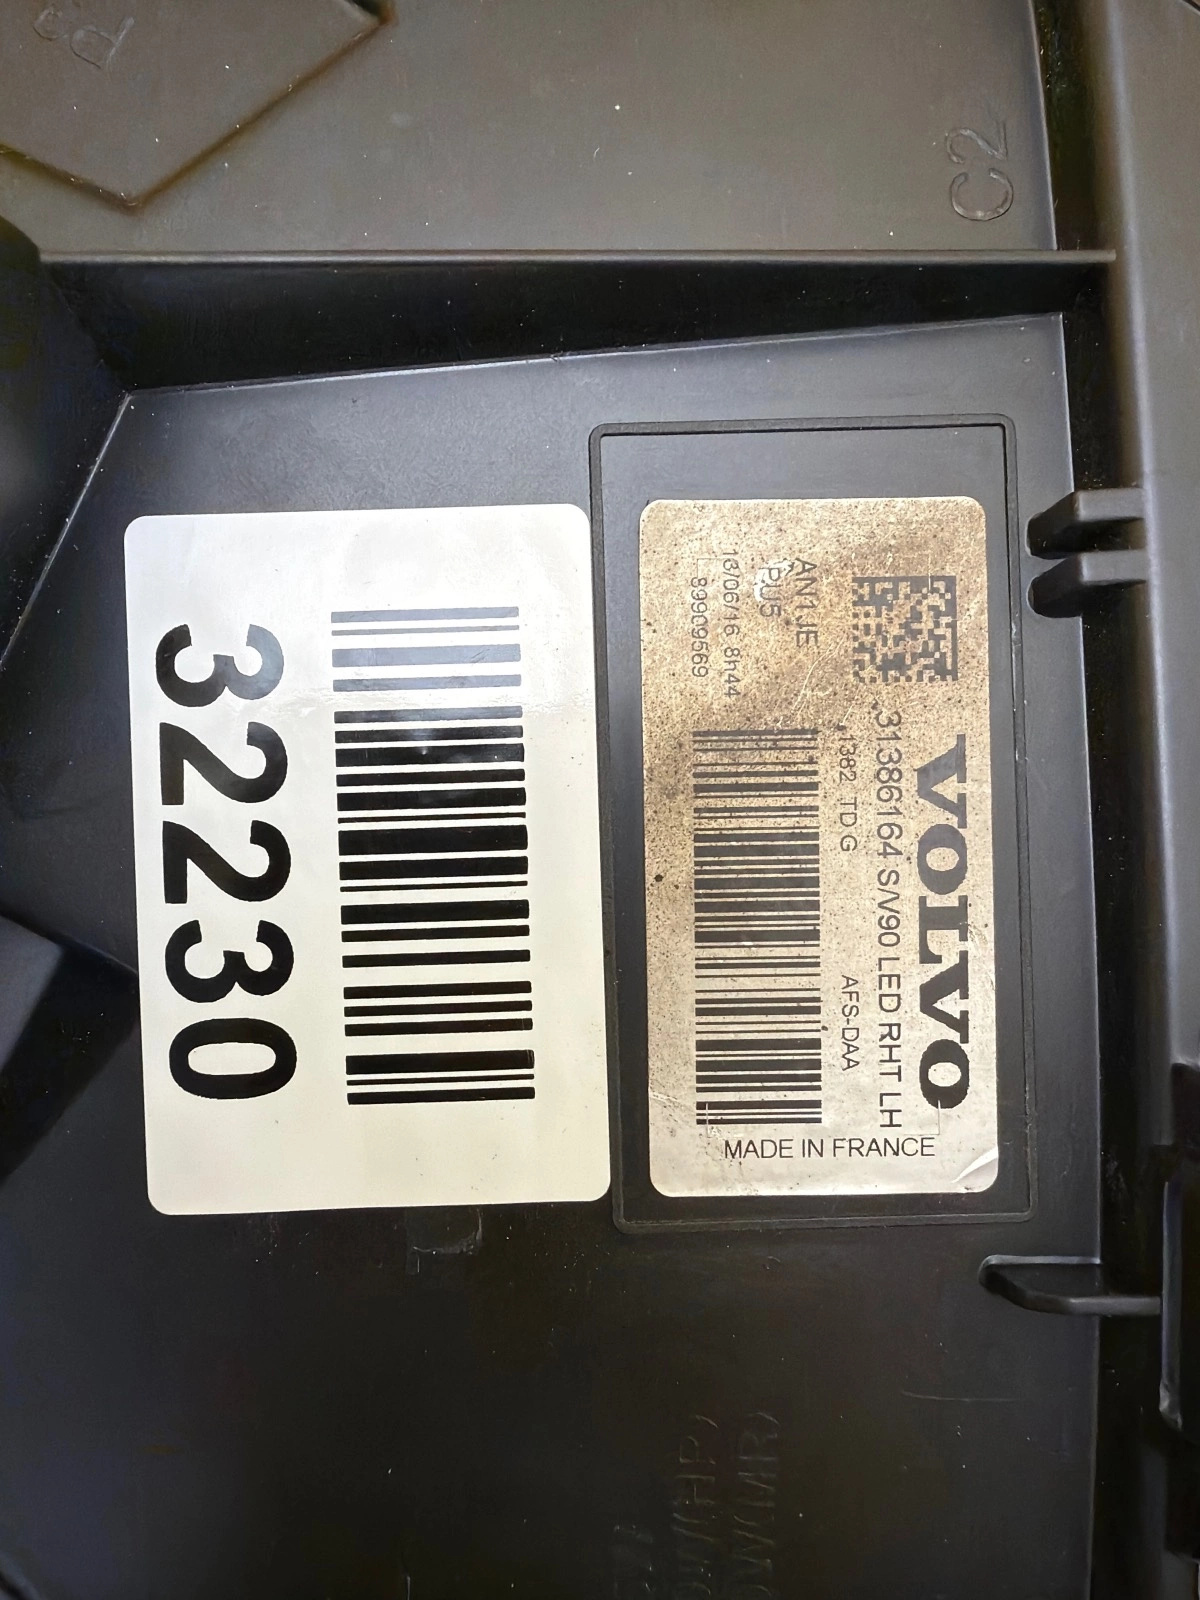 C2
VOLVO
31386164 S/V90 LED RHT LH
1382 TDG AFS-DAA
AN1JE
PU5
13/06/16 8h44
89909569
MADE IN FRANCE
32230